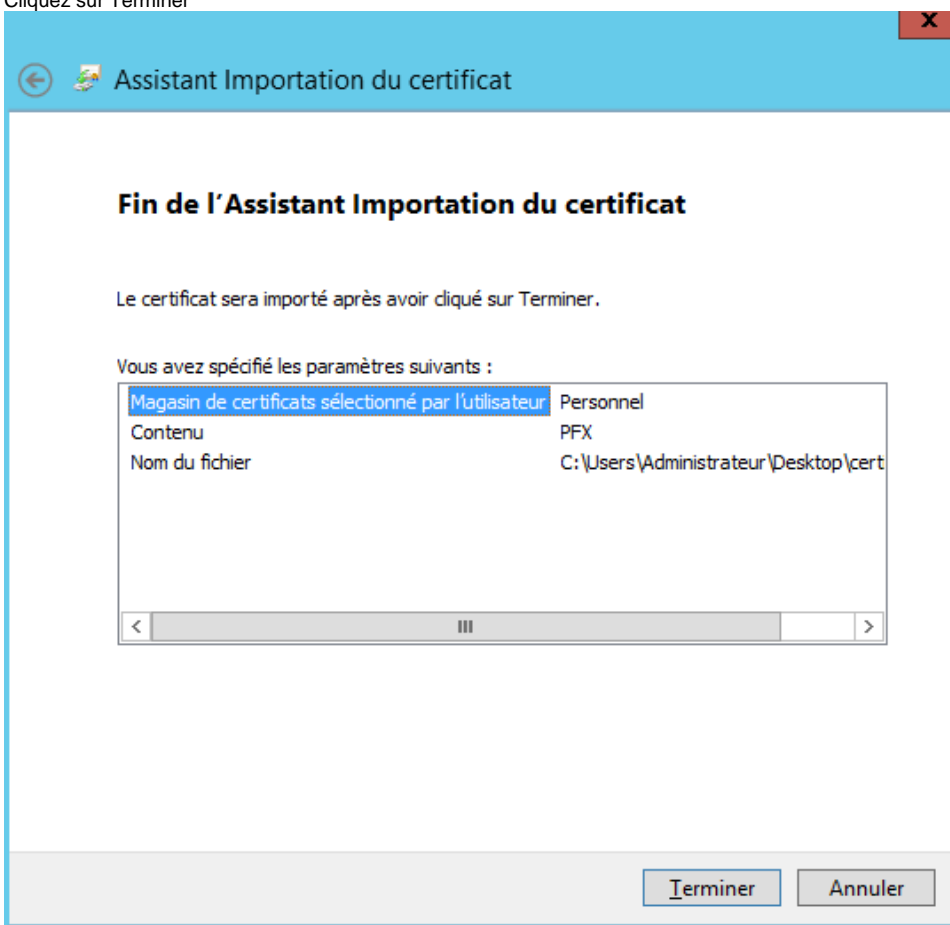 Cliquez sur Terminer
x
Assistant Importation du certificat
Fin de l'Assistant Importation du certificat
Le certificat sera importé après avoir cliqué sur Terminer.
Vous avez spécifié les paramètres suivants :
Magasin de certificats sélectionné par l'utilisateur Personnel
Contenu PFX
Nom du fichier C:\Users\Administrateur\Desktop\cert
Terminer Annuler